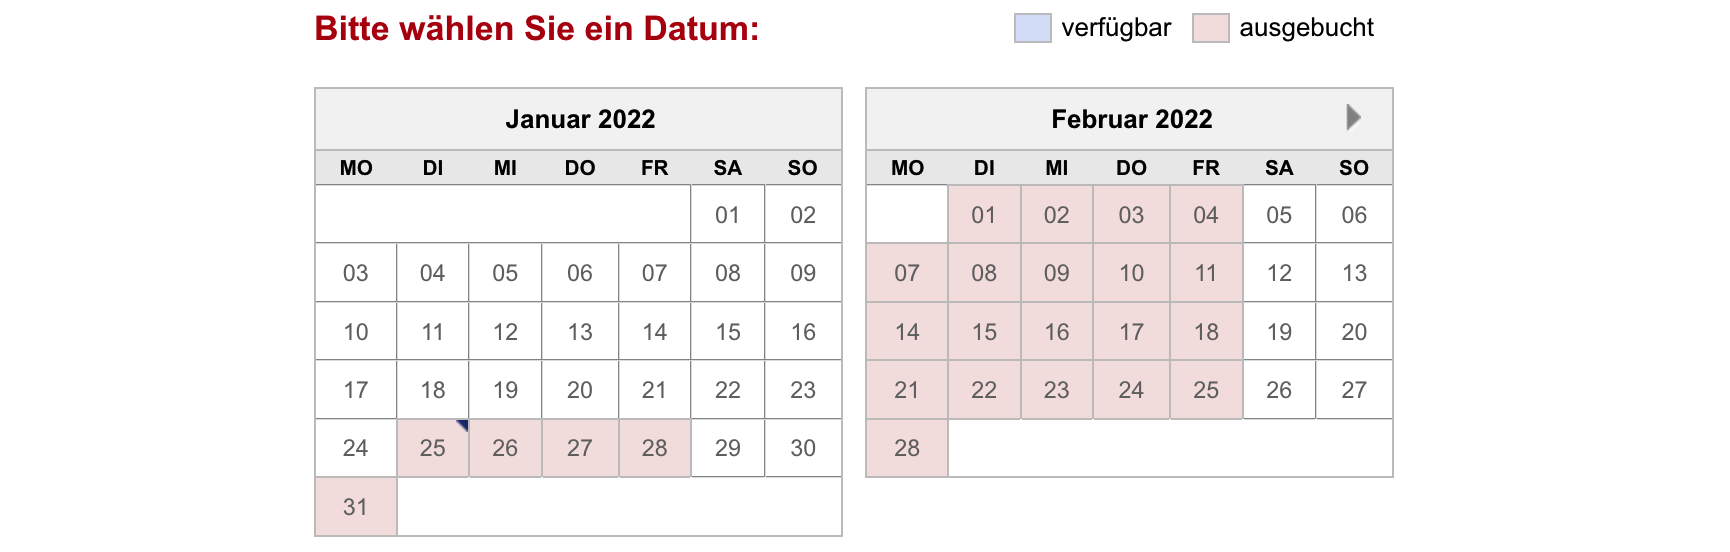 Bitte wählen Sie ein Datum:
verfügbar ausgebucht
Januar 2022
MO DI MI DO FR SA SO
01 02
03 04 05 06 07 08 09
10 11 12 13 14 15 16
17 18 19 20 21 22 23
24 25 26 27 28 29 30
31
Februar 2022
MO DI MI DO FR SA SO
01 02 03 04 05 06
07 08 09 10 11 12 13
14 15 16 17 18 19 20
21 22 23 24 25 26 27
28